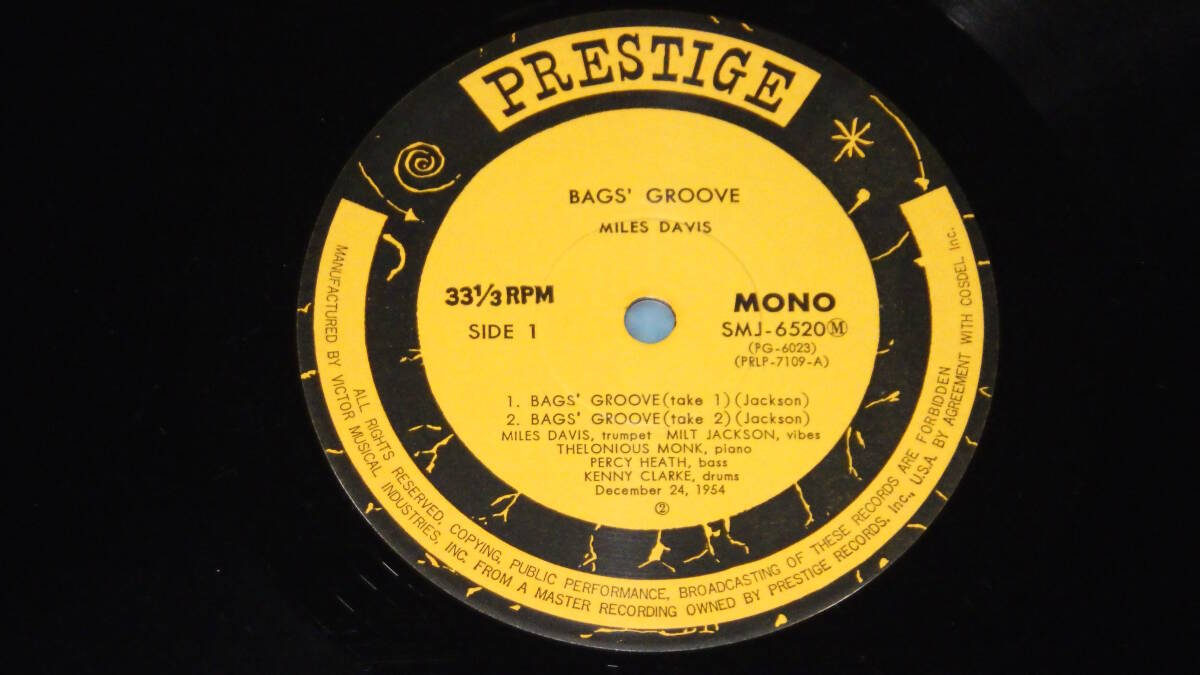 PRESTIGE
BAGS' GROOVE
MILES DAVIS
33 1/3 RPM
SIDE 1
MONO
SMJ-6520 Ⓜ
(PG-6023)
(PRLP-7109-A)
1. BAGS' GROOVE (take 1) (Jackson)
2. BAGS' GROOVE (take 2) (Jackson)
MILES DAVIS, trumpet MILT JACKSON, vibes
THELONIOUS MONK, piano
PERCY HEATH, bass
KENNY CLARKE, drums
December 24, 1954
②
ALL RIGHTS RESERVED, COPYING, PUBLIC PERFORMANCE, BROADCASTING OF THESE RECORDS ARE FORBIDDEN
MANUFACTURED BY VICTOR MUSICAL INDUSTRIES, INC. FROM A MASTER RECORDING OWNED BY PRESTIGE RECORDS, Inc., U.S.A. BY AGREEMENT WITH COSDEL Inc.